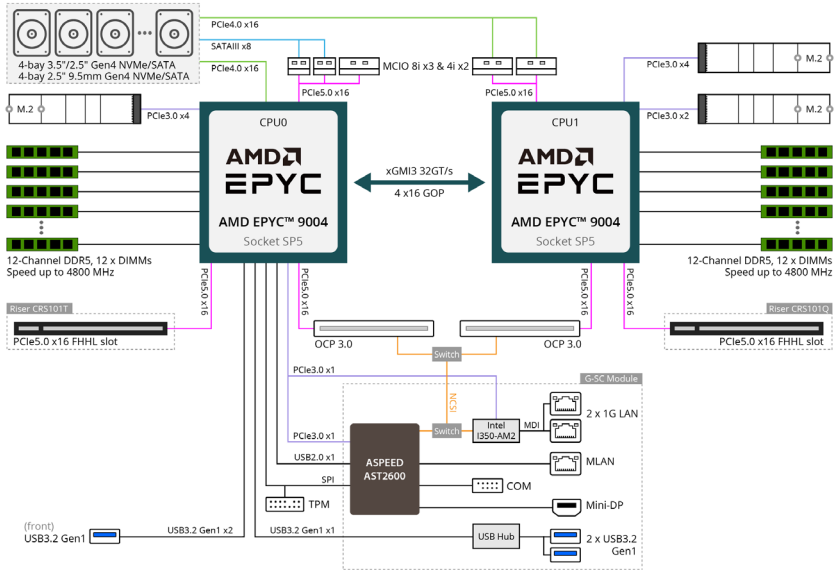 PCIe4.0 x16
SATAIII x8
4-bay 3.5"/2.5" Gen4 NVMe/SATA
4-bay 2.5" 9.5mm Gen4 NVMe/SATA
PCIe4.0 x16
MCIO 8i x3 & 4i x2
PCIe3.0 x4
M.2
PCIe5.0 x16
PCIe5.0 x16
M.2
PCIe3.0 x4
PCIe3.0 x2
M.2
CPU0
AMD
EPYC
AMD EPYC™ 9004
Socket SP5
xGMI3 32GT/s
4 x16 GOP
CPU1
AMD
EPYC
AMD EPYC™ 9004
Socket SP5
12-Channel DDR5, 12 x DIMMs
Speed up to 4800 MHz
12-Channel DDR5, 12 x DIMMs
Speed up to 4800 MHz
PCIe5.0 x16
PCIe5.0 x16
PCIe5.0 x16
PCIe5.0 x16
Riser CRS101T
PCIe5.0 x16 FHHL slot
OCP 3.0
OCP 3.0
Riser CRS101Q
PCIe5.0 x16 FHHL slot
Switch
PCIe3.0 x1
G-SC Module
NCSI
Switch
Intel
I350-AM2
MDI
2 x 1G LAN
PCIe3.0 x1
USB2.0 x1
ASPEED
AST2600
MLAN
SPI
COM
TPM
Mini-DP
(front)
USB3.2 Gen1
USB3.2 Gen1 x2
USB3.2 Gen1 x1
USB Hub
2 x USB3.2
Gen1